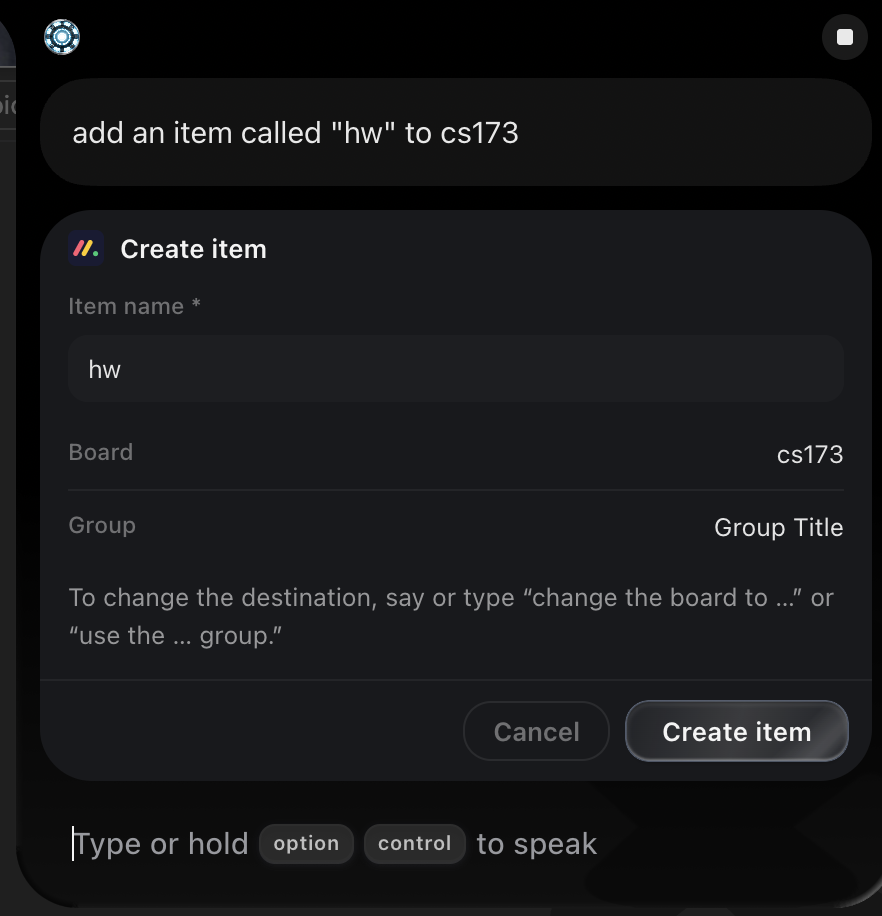 add an item called "hw" to cs173
Create item
Item name *
hw
Board
cs173
Group
Group Title
To change the destination, say or type “change the board to ...” or
“use the ... group.”
Cancel
Create item
Type or hold option control to speak